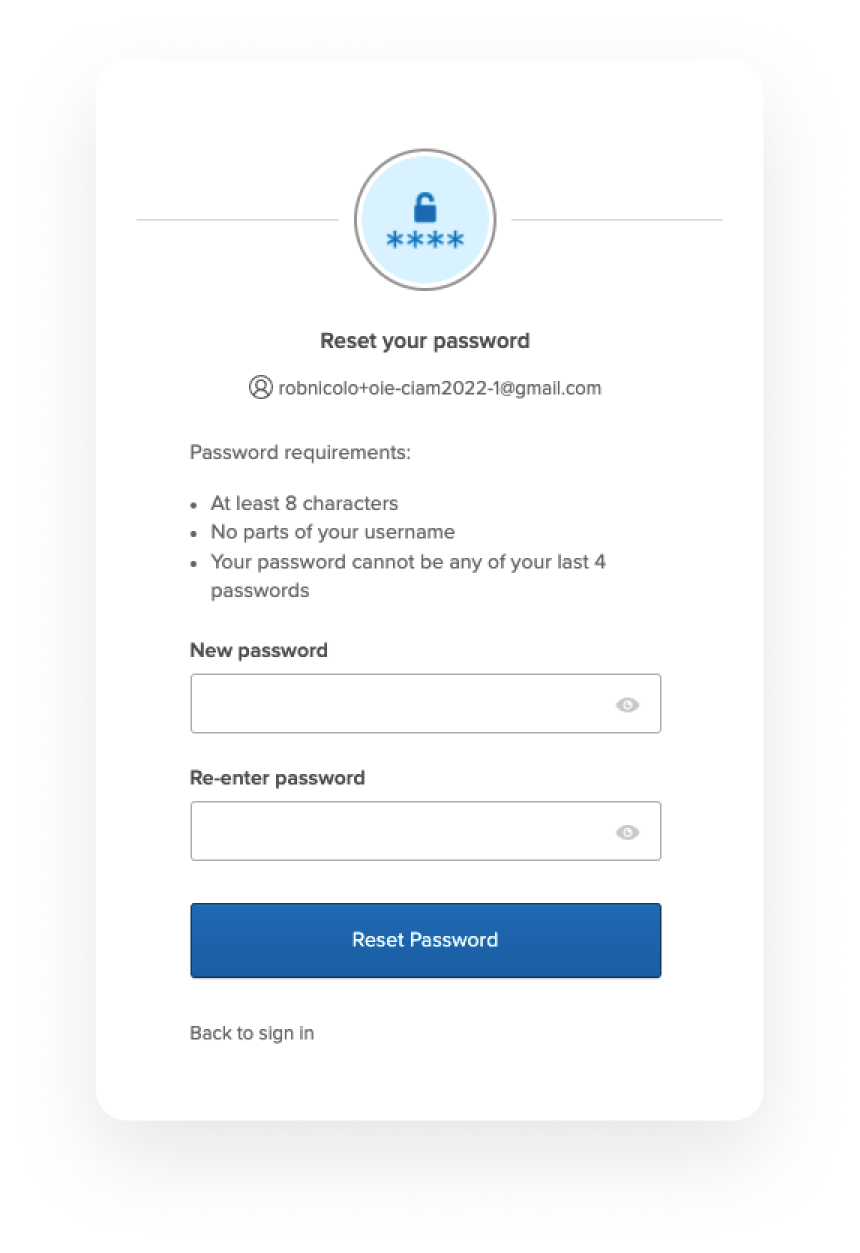 ****
Reset your password
robnicolo+oie-ciam2022-1@gmail.com
Password requirements:
• At least 8 characters
• No parts of your username
• Your password cannot be any of your last 4
passwords
New password
Re-enter password
Reset Password
Back to sign in